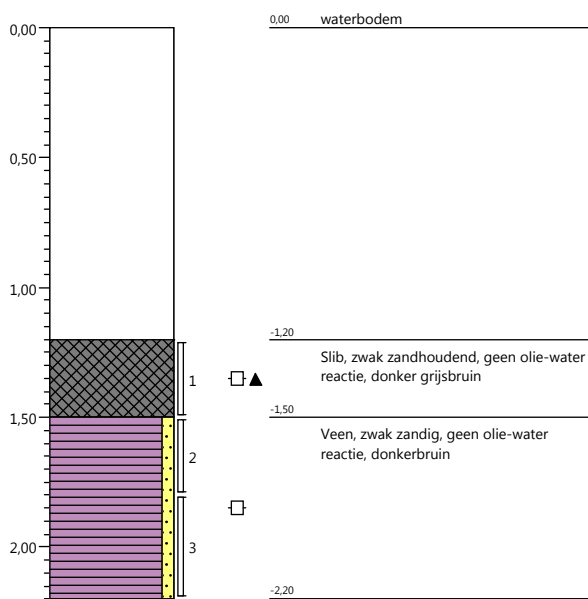 0,00
0,00 waterbodem
0,50
1,00
-1,20
Slib, zwak zandhoudend, geen olie-water
reactie, donker grijsbruin
1
-1,50
1,50
Veen, zwak zandig, geen olie-water
reactie, donkerbruin
2
2,00
3
-2,20